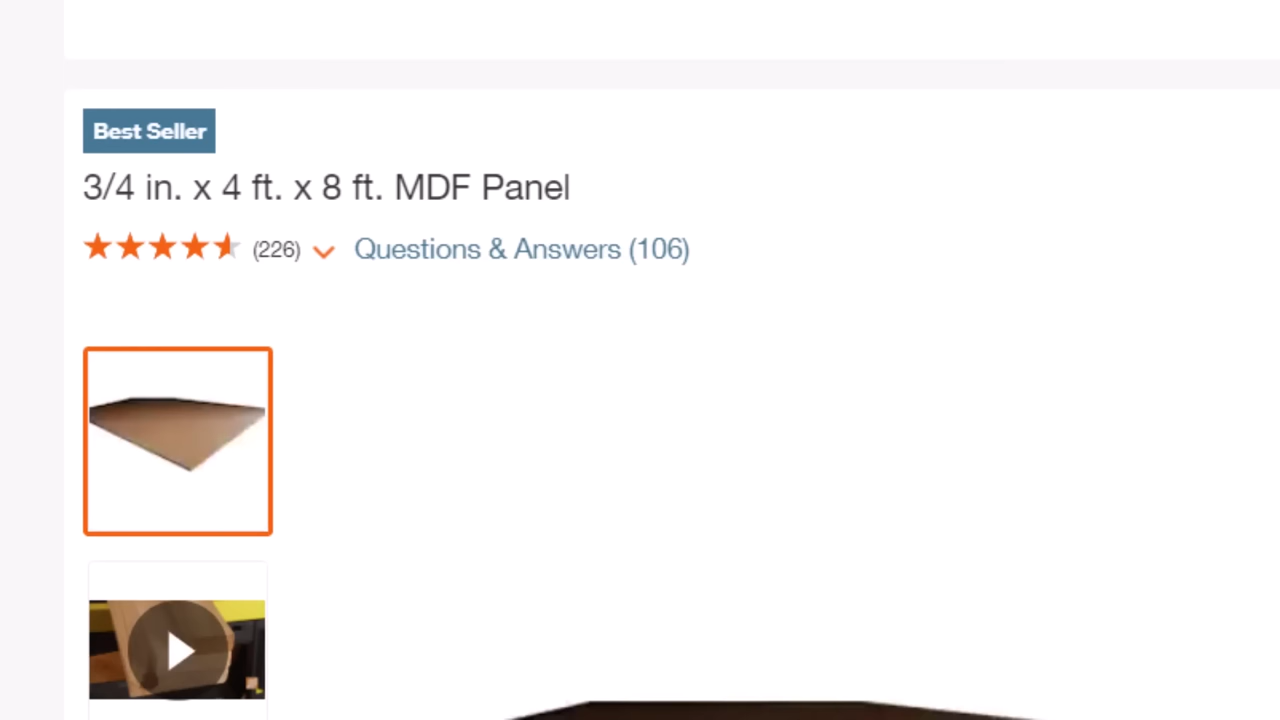 Best Seller
3/4 in. x 4 ft. x 8 ft. MDF Panel
(226) Questions & Answers (106)